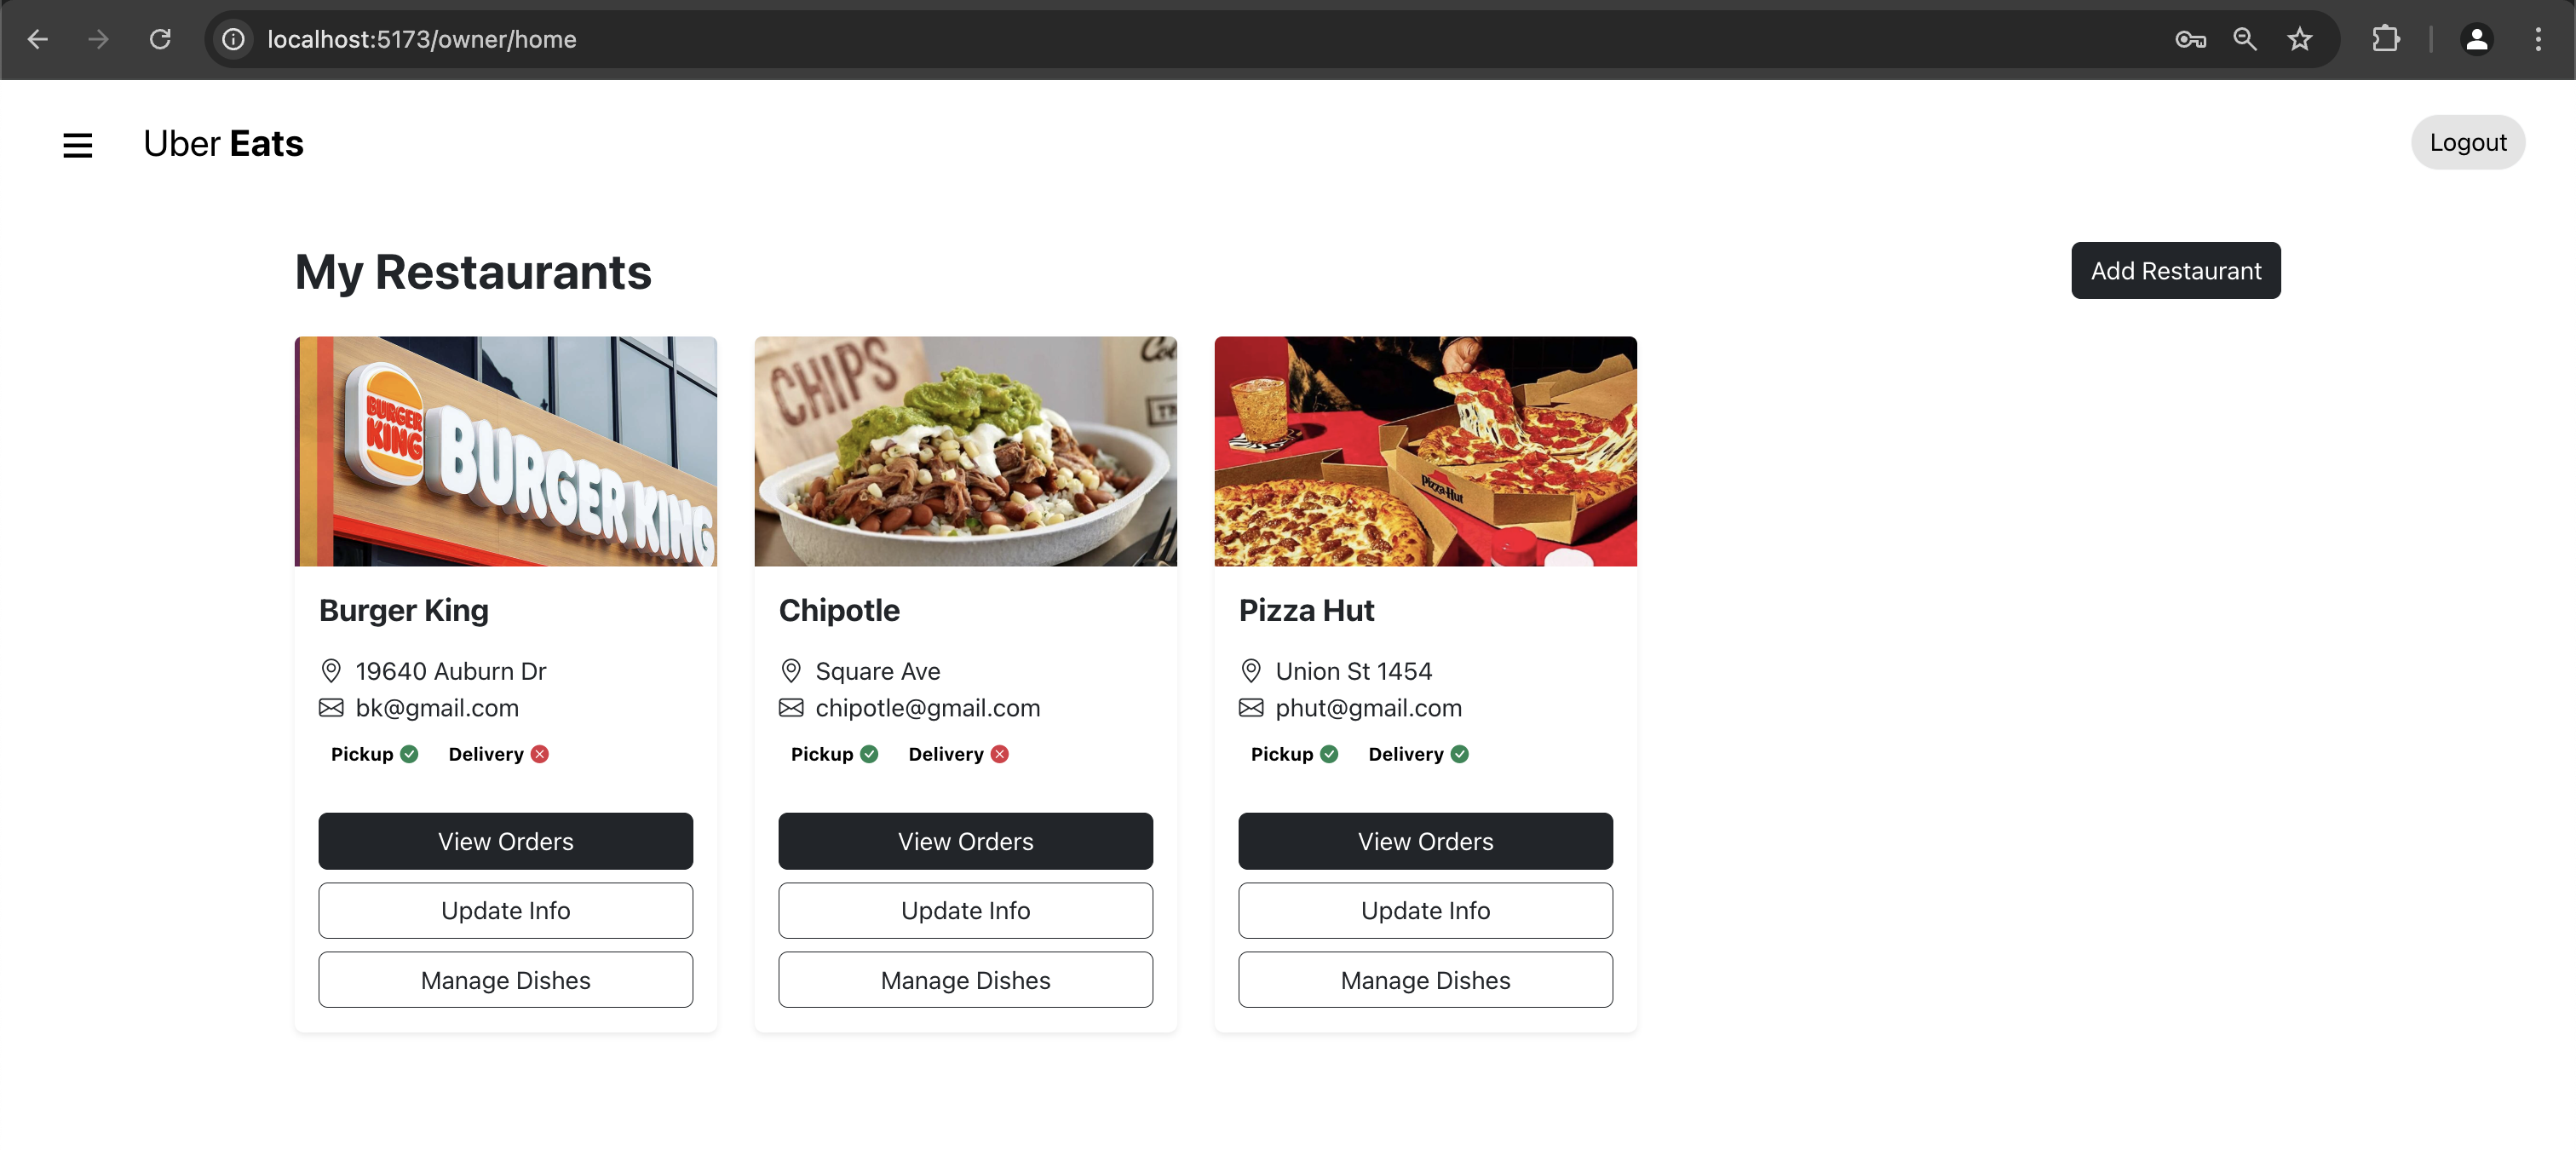 localhost:5173/owner/home
Uber Eats
Logout
My Restaurants
Add Restaurant
BURGER KING
BURGER KING
CHIPS
Pizza Hut
Burger King
19640 Auburn Dr
bk@gmail.com
Pickup Delivery
View Orders
Update Info
Manage Dishes
Chipotle
Square Ave
chipotle@gmail.com
Pickup Delivery
View Orders
Update Info
Manage Dishes
Pizza Hut
Union St 1454
phut@gmail.com
Pickup Delivery
View Orders
Update Info
Manage Dishes